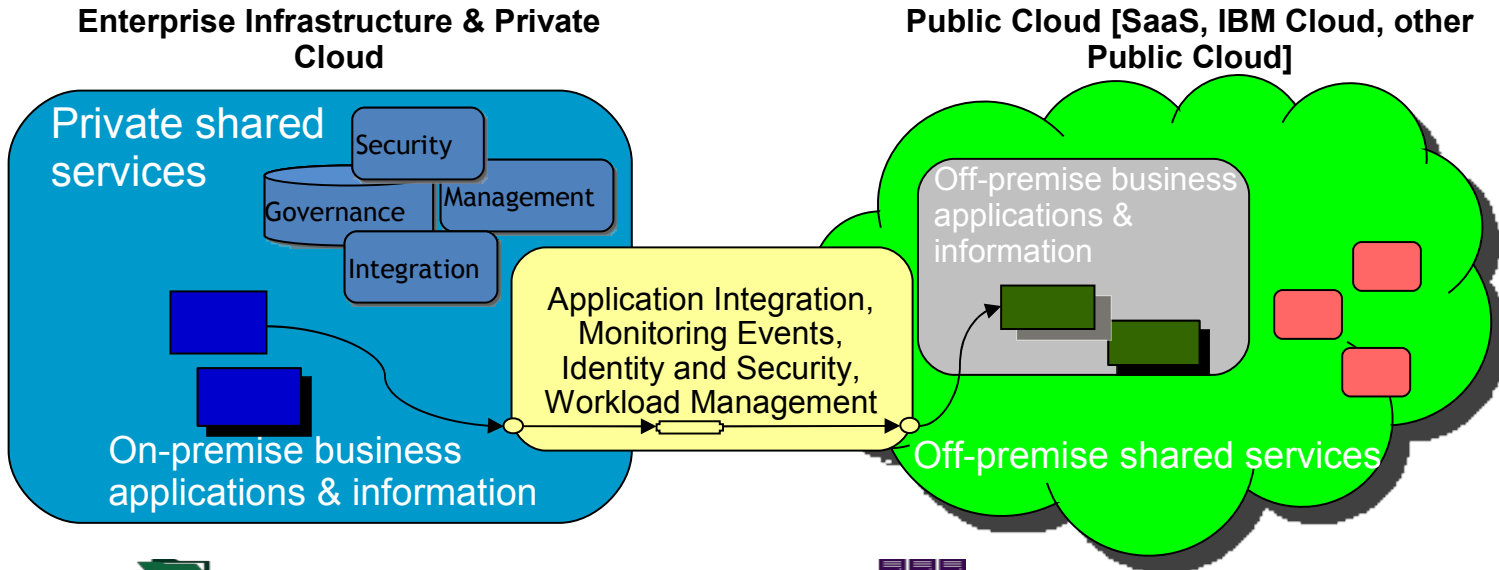 Enterprise Infrastructure & Private
Cloud
Public Cloud [SaaS, IBM Cloud, other
Public Cloud]
Private shared
services
Security
Management
Governance
Integration
Application Integration,
Monitoring Events,
Identity and Security,
Workload Management
On-premise business
applications & information
Off-premise business
applications &
information
Off-premise shared services